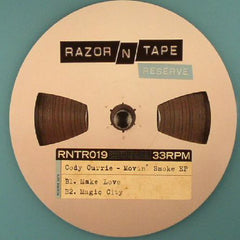 RAZOR/N/TAPE
RESERVE
RNTR019 33RPM
Cody Currie - Movin' Smoke EP
B1. Make Love
B2. Magic City